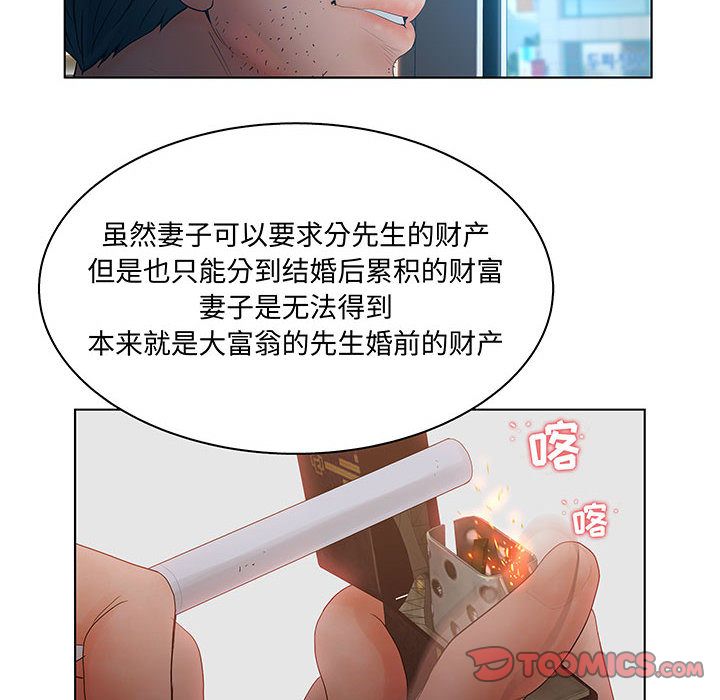 虽然妻子可以要求分先生的财产
但是也只能分到结婚后累积的财富
妻子是无法得到
本来就是大富翁的先生婚前的财产
喀
喀
TOOMICS.COM